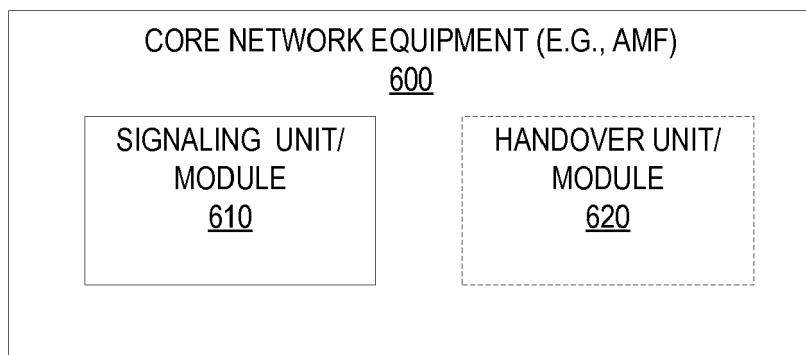 CORE NETWORK EQUIPMENT (E.G., AMF)
600
SIGNALING UNIT/
MODULE
610
HANDOVER UNIT/
MODULE
620